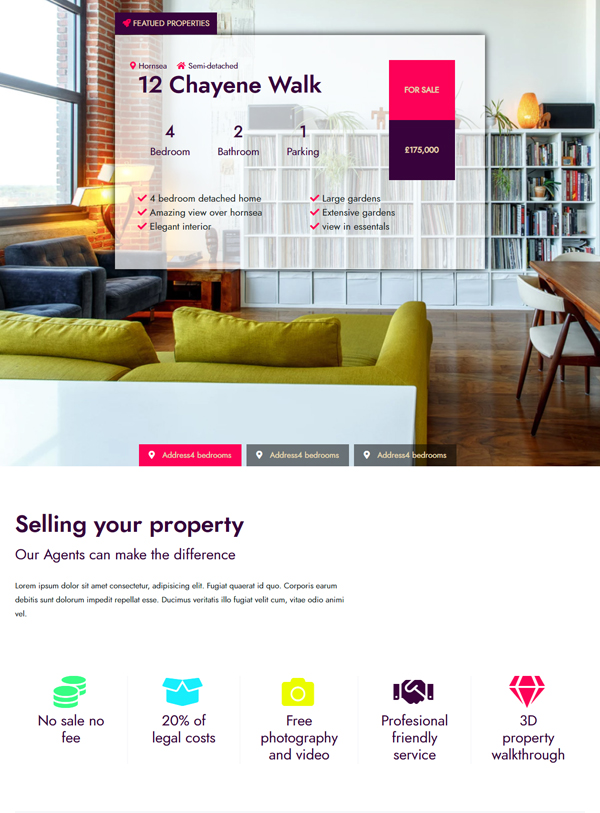 FEATUED PROPERTIES
Hornsea Semi-detached
12 Chayene Walk
FOR SALE
£175,000
4 2 1
Bedroom Bathroom Parking
4 bedroom detached home Large gardens
Amazing view over hornsea Extensive gardens
Elegant interior view in essentals
Address4 bedrooms Address4 bedrooms Address4 bedrooms
Selling your property
Our Agents can make the difference
Lorem ipsum dolor sit amet consectetur, adipisicing elit. Fugiat quaerat id quo. Corporis earum
debitis sunt dolorum impedit repellat esse. Ducimus veritatis illo fugiat velit cum, vitae odio animi
vel.
No sale no
fee
20% of
legal costs
Free
photography
and video
Profesional
friendly
service
3D
property
walkthrough